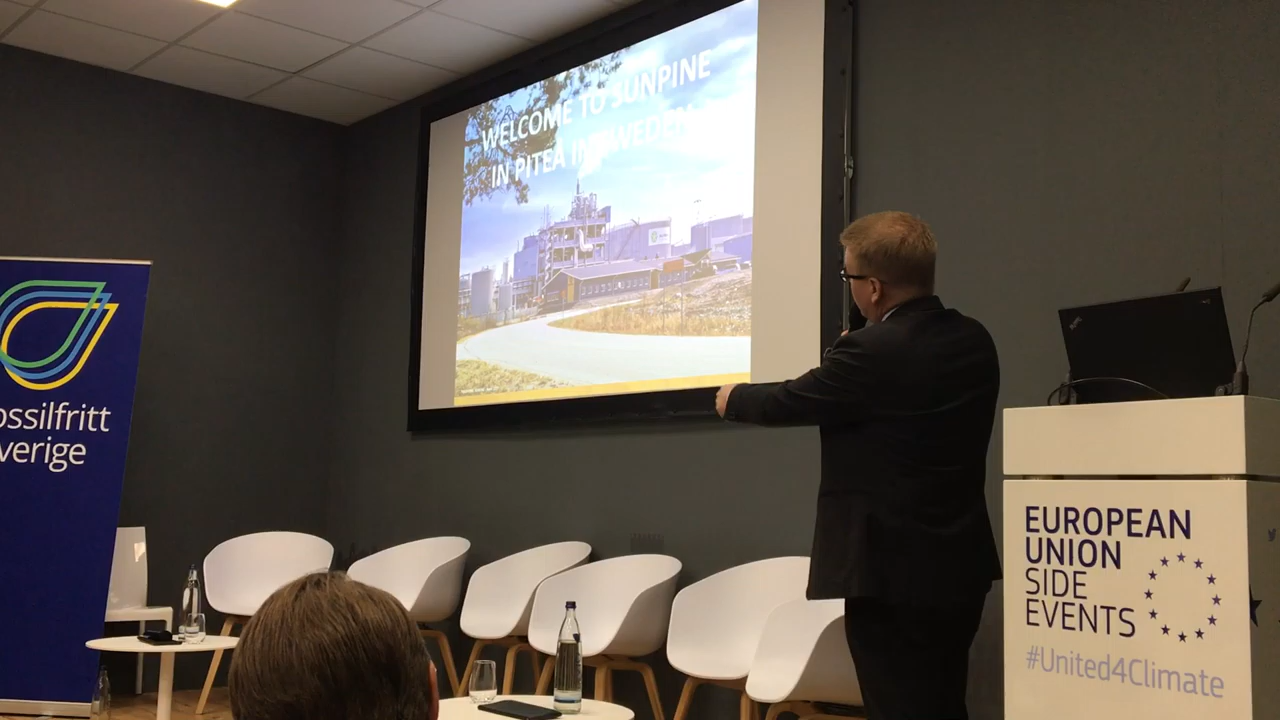 WELCOME TO SUNPINE
IN PITEÅ IN SWEDEN
ossilfritt
verige
EUROPEAN
UNION
SIDE
EVENTS
#United4Climate